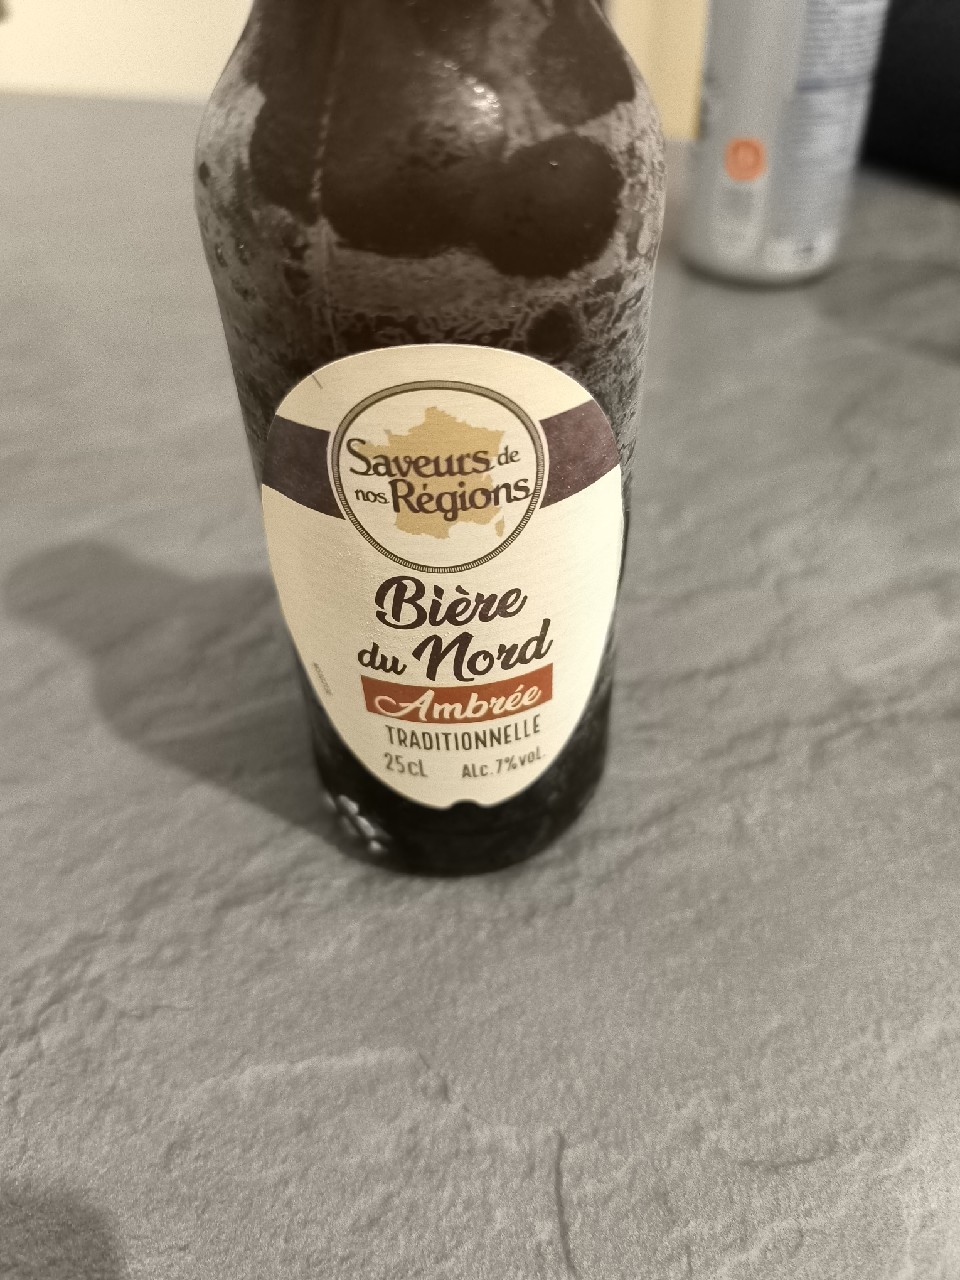 Saveurs de
nos Régions
Bière
du Nord
Ambrée
TRADITIONNELLE
25cL Alc.7%vol.